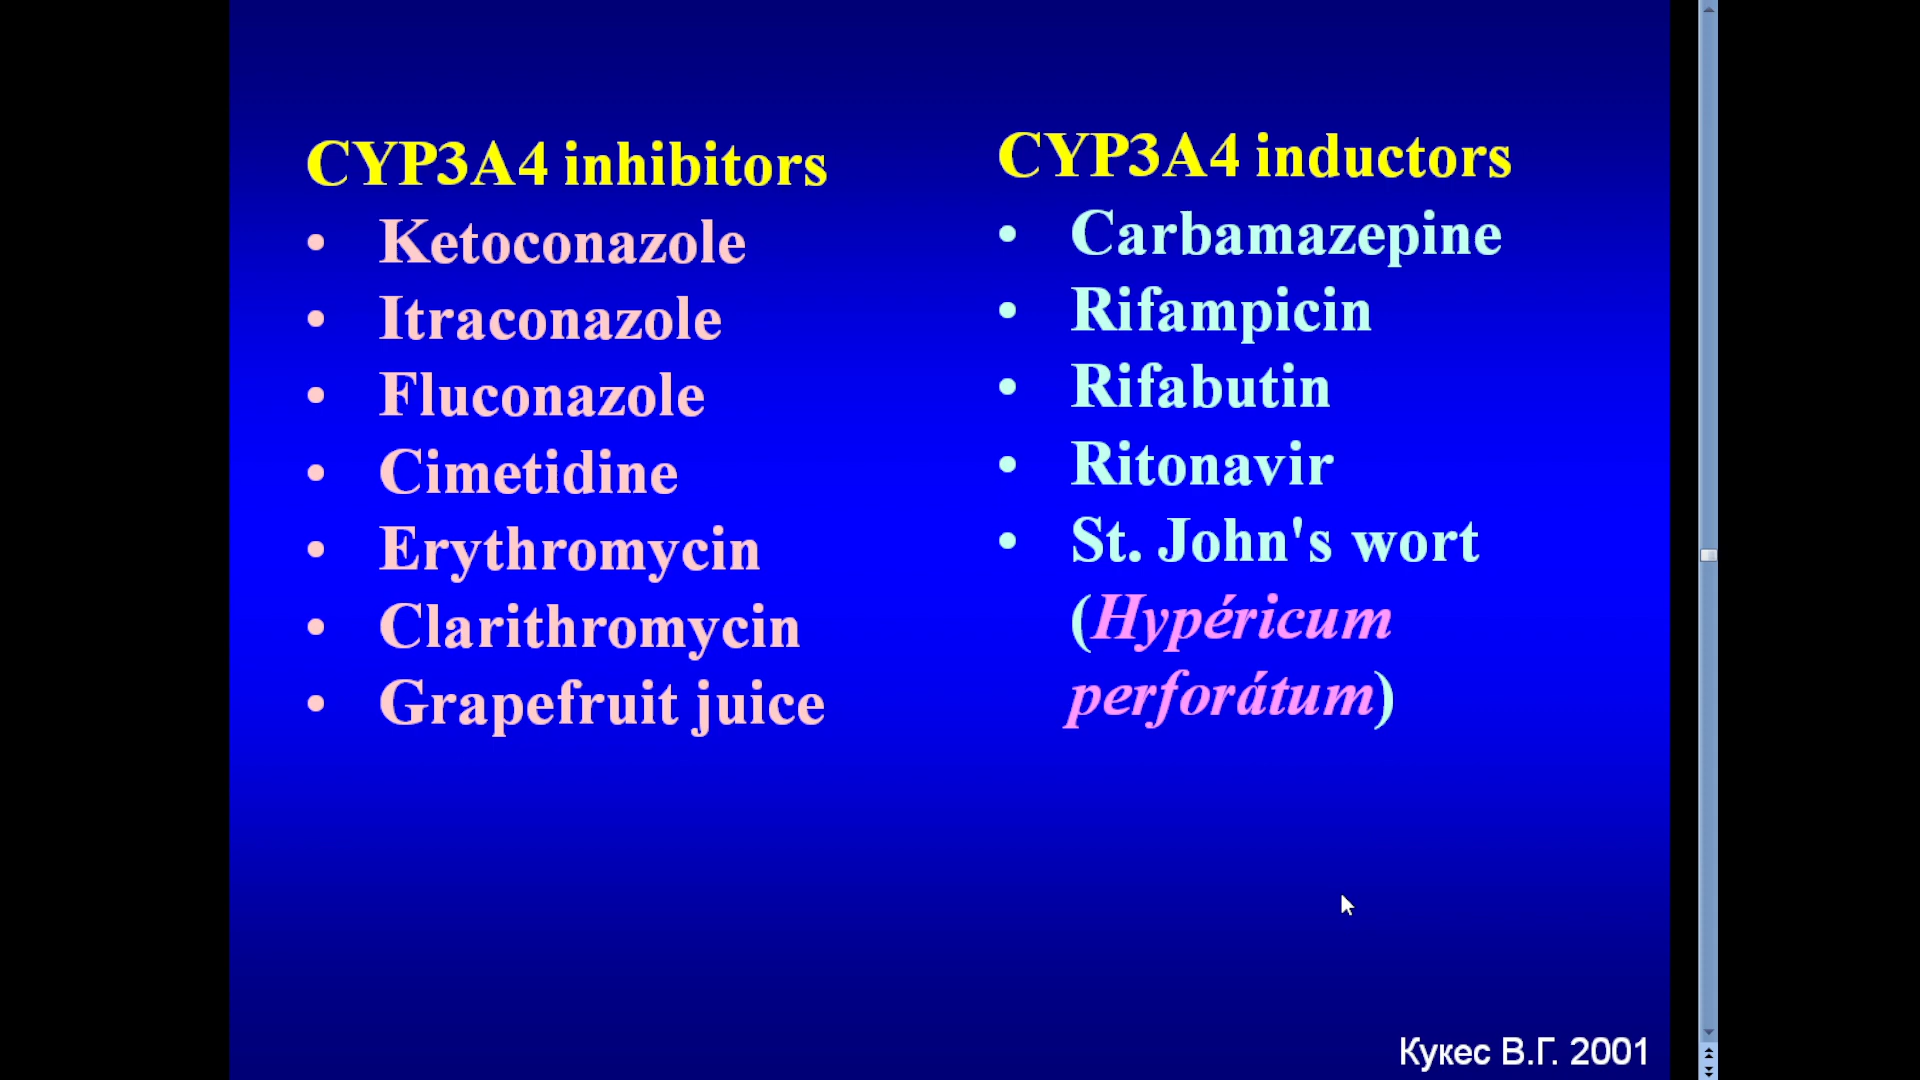 CYP3A4 inhibitors
• Ketoconazole
• Itraconazole
• Fluconazole
• Cimetidine
• Erythromycin
• Clarithromycin
• Grapefruit juice
CYP3A4 inductors
• Carbamazepine
• Rifampicin
• Rifabutin
• Ritonavir
• St. John's wort
(Hypéricum
perforátum)
Кукес В.Г. 2001